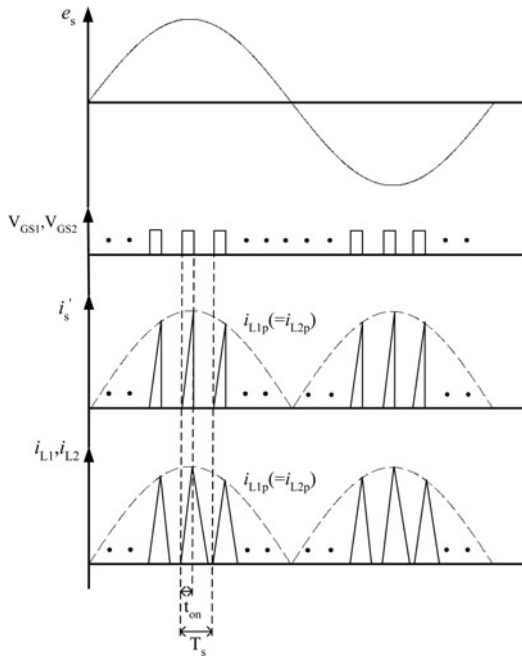 e_s
V_GS1,V_GS2
i_s'
i_L1p(=i_L2p)
i_L1,i_L2
i_L1p(=i_L2p)
t_on
T_s